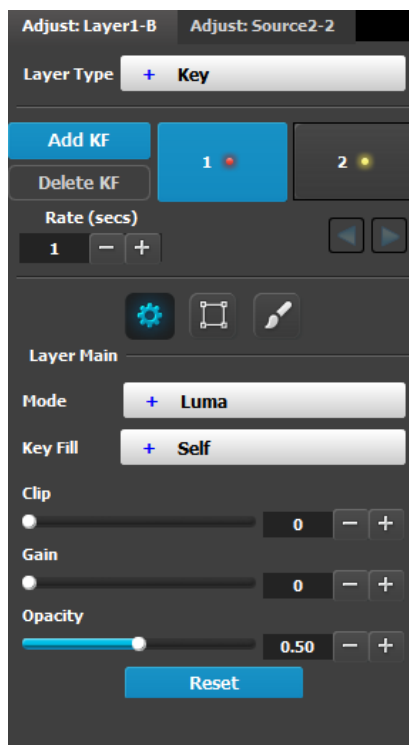 Adjust: Layer1-B Adjust: Source2-2
Layer Type + Key
Add KF
1 2
Delete KF
Rate (secs)
1 − +
Layer Main
Mode + Luma
Key Fill + Self
Clip
0 − +
Gain
0 − +
Opacity
0.50 − +
Reset